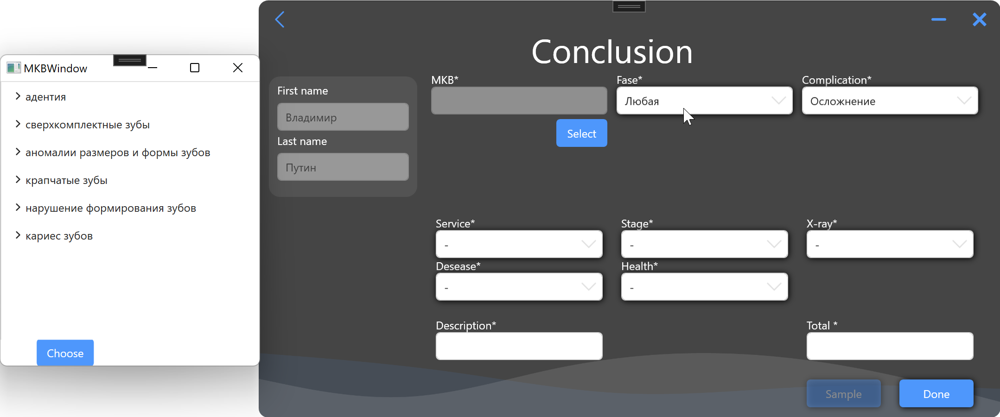 MKBWindow
адентия
сверхкомплектные зубы
аномалии размеров и формы зубов
крапчатые зубы
нарушение формирования зубов
кариес зубов
Choose
Conclusion
First name
Владимир
Last name
Путин
MKB*
Select
Fase*
Любая
Complication*
Осложнение
Service*
-
Stage*
-
X-ray*
-
Desease*
-
Health*
-
Description*
Total *
Sample
Done